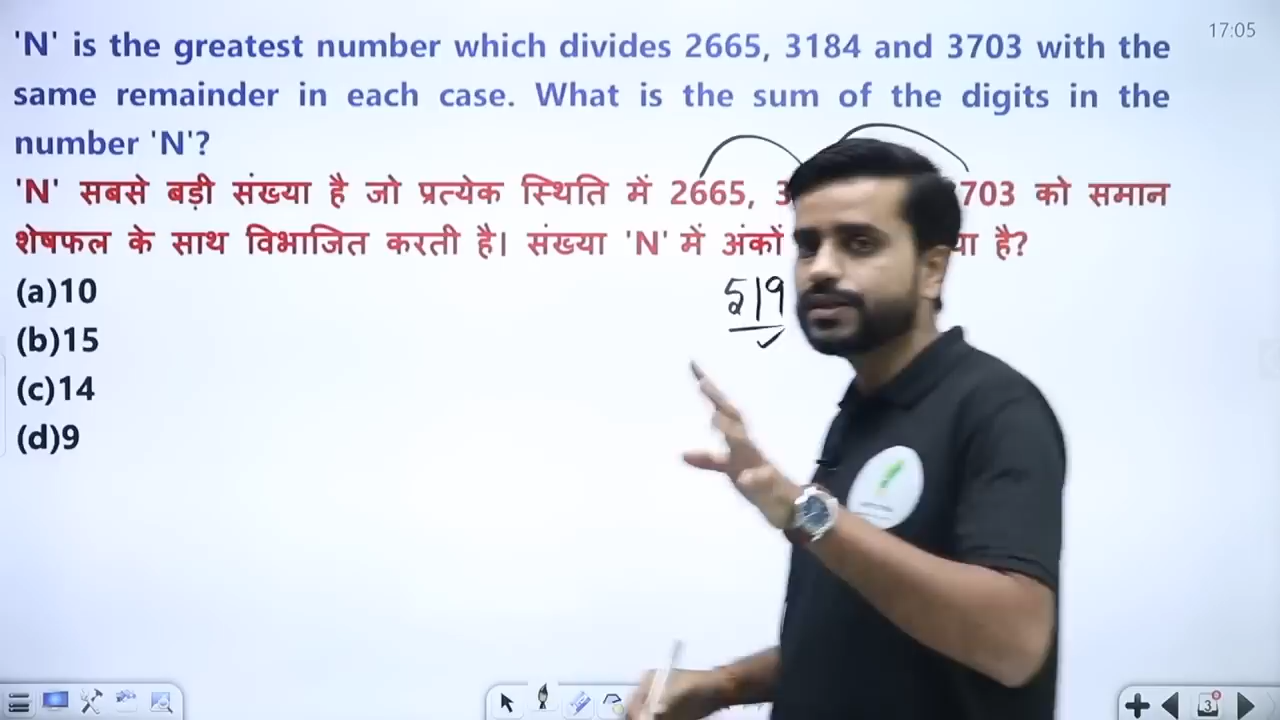 17:05
'N' is the greatest number which divides 2665, 3184 and 3703 with the
same remainder in each case. What is the sum of the digits in the
number 'N'?
'N' सबसे बड़ी संख्या है जो प्रत्येक स्थिति में 2665, 3 703 को समान
शेषफल के साथ विभाजित करती है। संख्या 'N' में अंकों है?
519
(a)10
(b)15
(c)14
(d)9
3